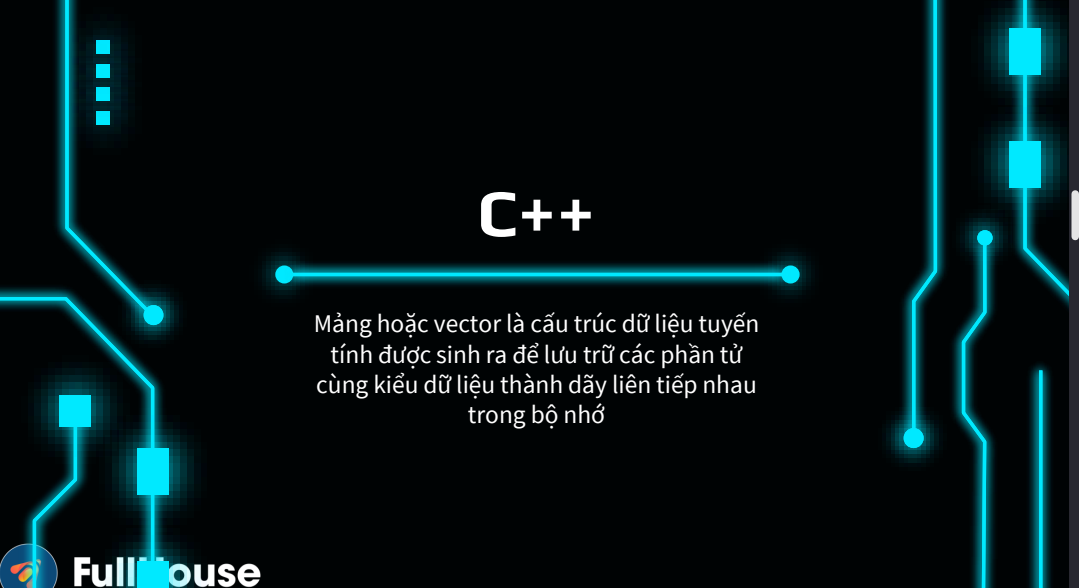 C++
Mảng hoặc vector là cấu trúc dữ liệu tuyến
tính được sinh ra để lưu trữ các phần tử
cùng kiểu dữ liệu thành dãy liên tiếp nhau
trong bộ nhớ
FullHouse